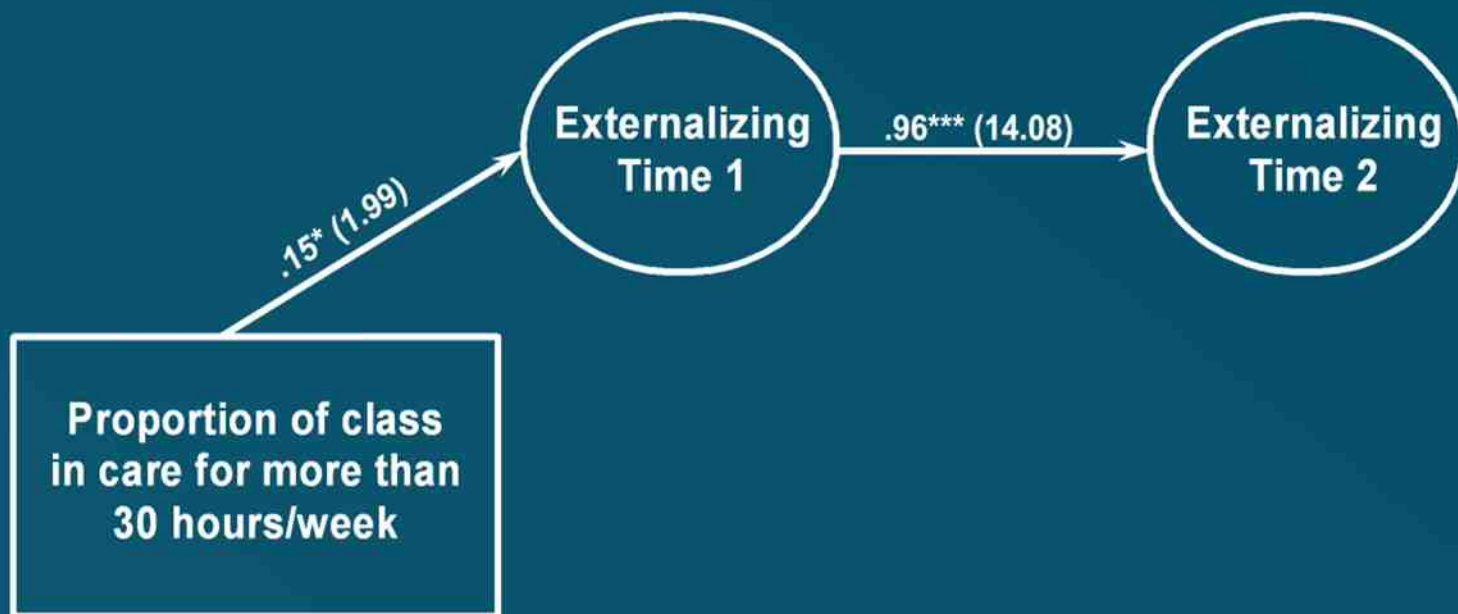 Externalizing
Time 1
.96*** (14.08)
Externalizing
Time 2
.15* (1.99)
Proportion of class
in care for more than
30 hours/week